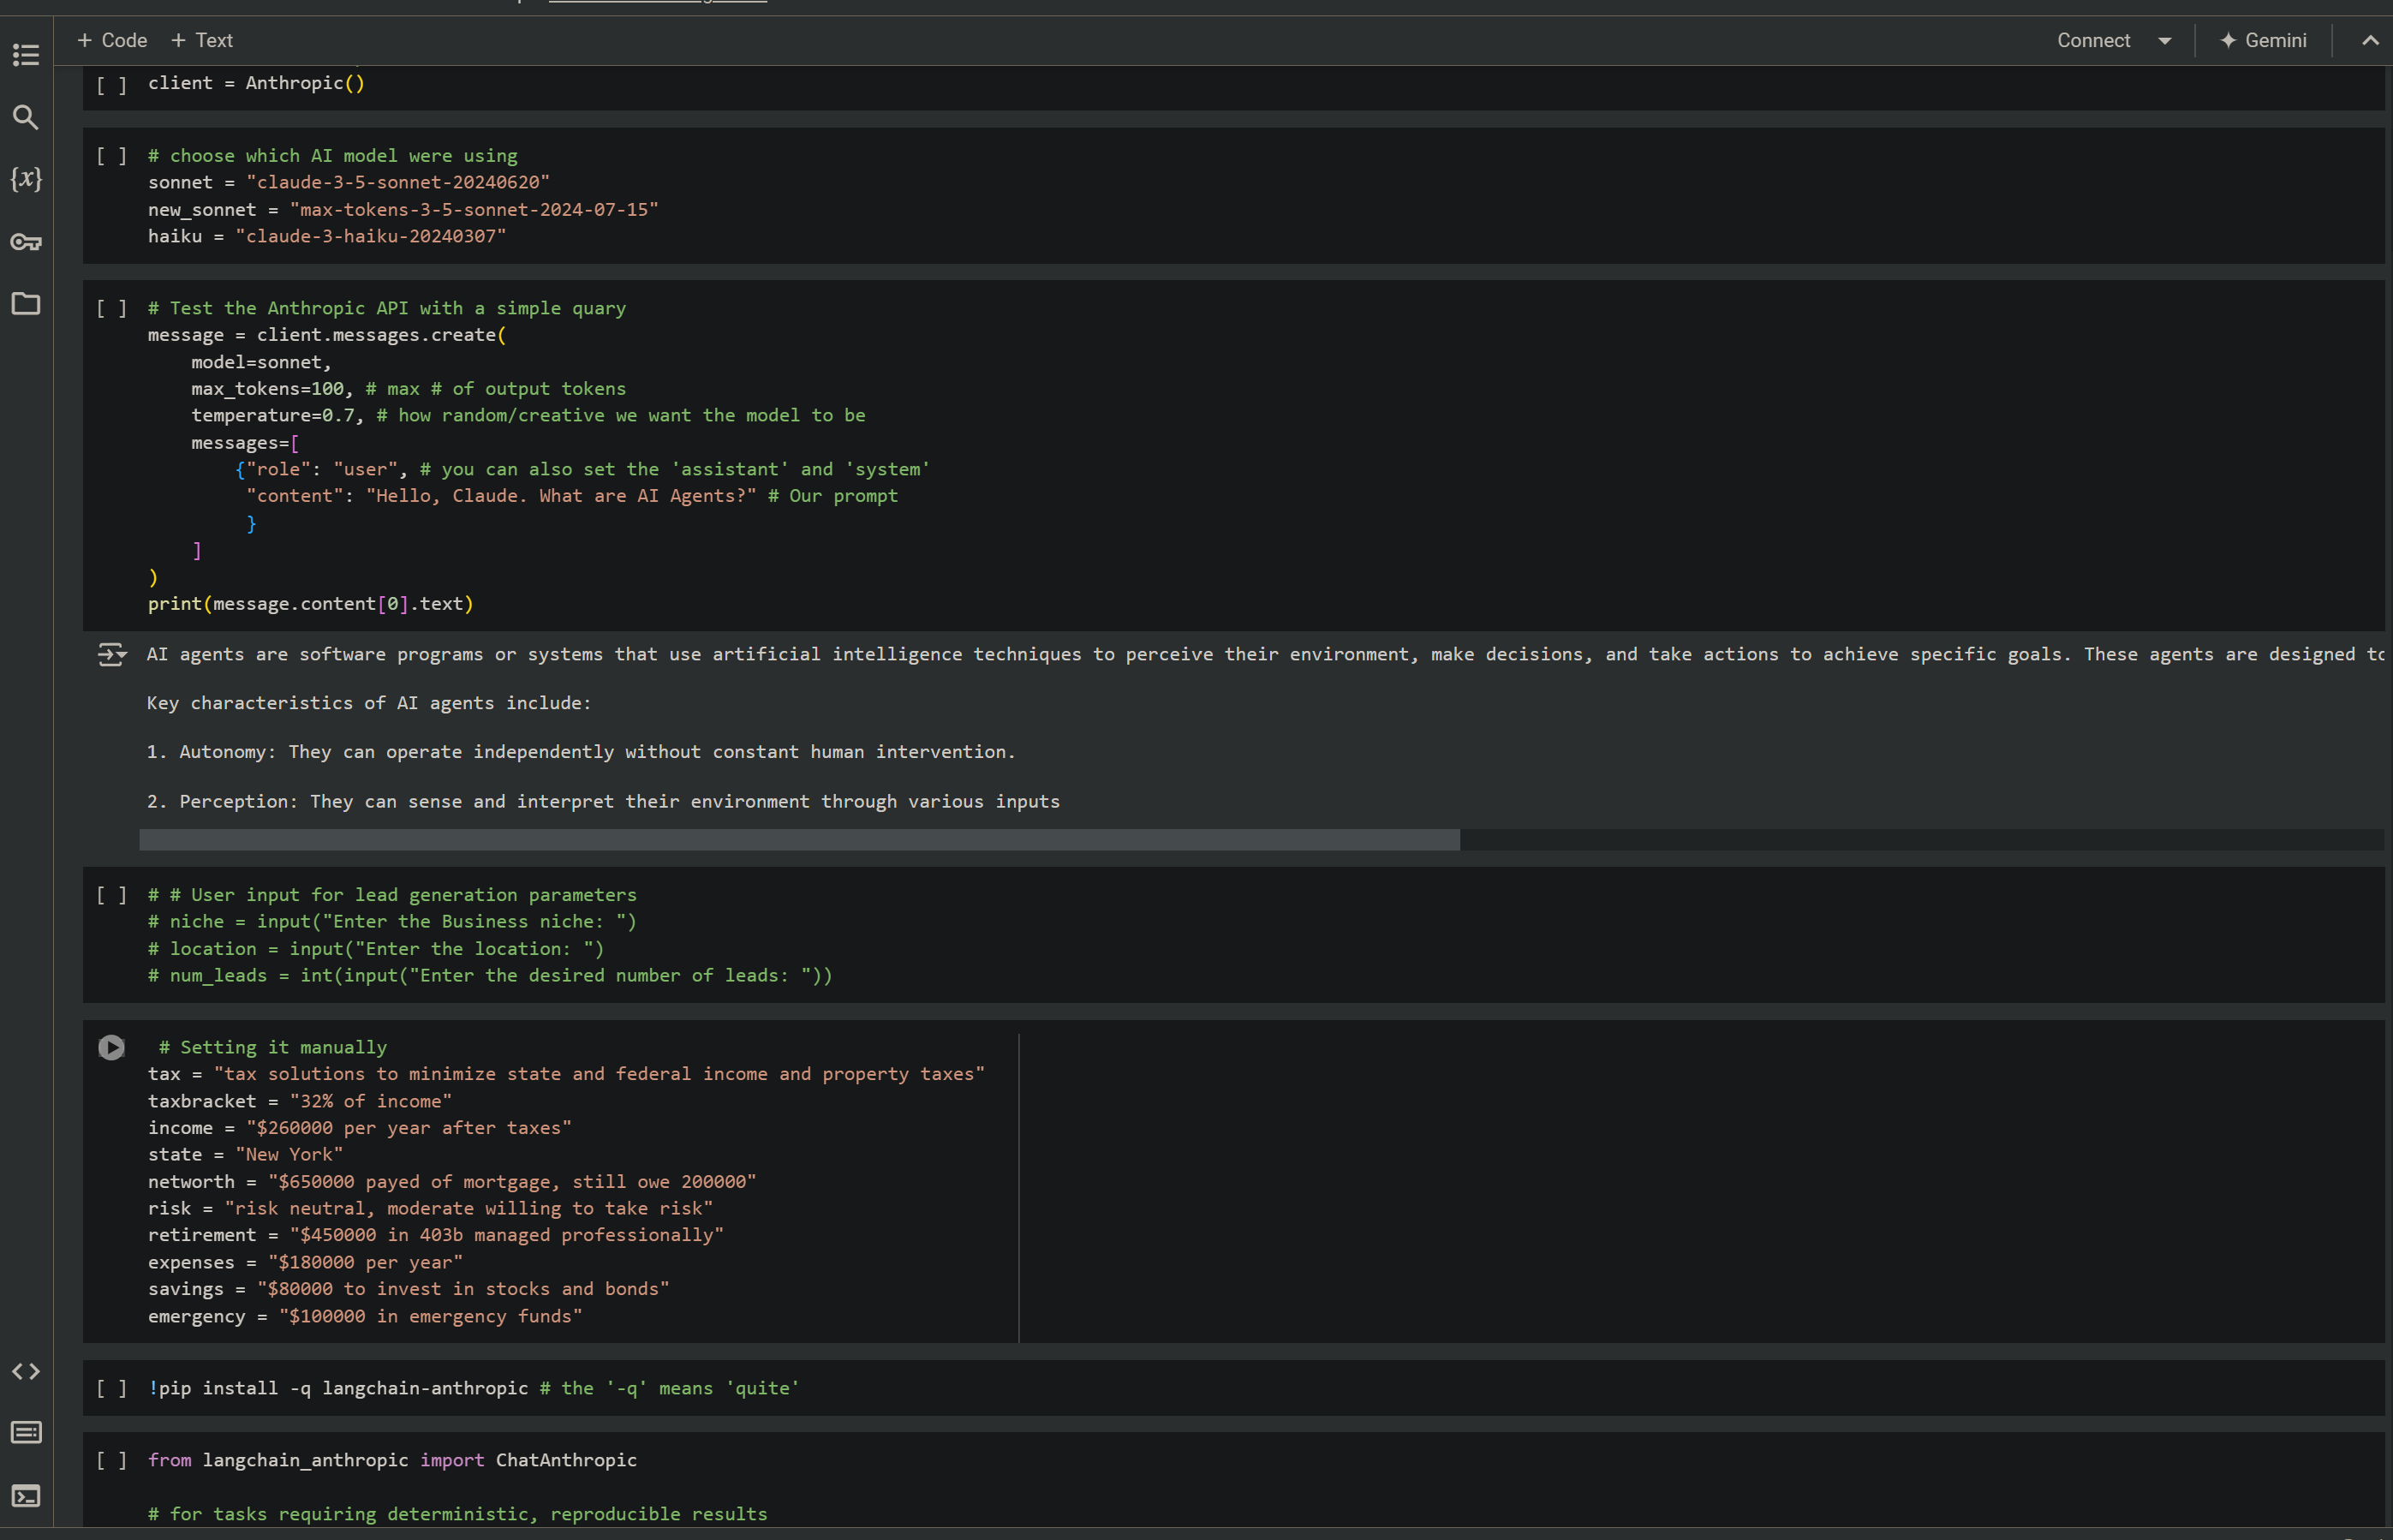 + Code + Text
Connect Gemini
[ ] client = Anthropic()
[ ] # choose which AI model were using
sonnet = "claude-3-5-sonnet-20240620"
new_sonnet = "max-tokens-3-5-sonnet-2024-07-15"
haiku = "claude-3-haiku-20240307"
[ ] # Test the Anthropic API with a simple quary
message = client.messages.create(
    model=sonnet,
    max_tokens=100, # max # of output tokens
    temperature=0.7, # how random/creative we want the model to be
    messages=[
        {"role": "user", # you can also set the 'assistant' and 'system'
         "content": "Hello, Claude. What are AI Agents?" # Our prompt
         }
    ]
)
print(message.content[0].text)
AI agents are software programs or systems that use artificial intelligence techniques to perceive their environment, make decisions, and take actions to achieve specific goals. These agents are designed
Key characteristics of AI agents include:
1. Autonomy: They can operate independently without constant human intervention.
2. Perception: They can sense and interpret their environment through various inputs
[ ] # # User input for lead generation parameters
# niche = input("Enter the Business niche: ")
# location = input("Enter the location: ")
# num_leads = int(input("Enter the desired number of leads: "))
# Setting it manually
tax = "tax solutions to minimize state and federal income and property taxes"
taxbracket = "32% of income"
income = "$260000 per year after taxes"
state = "New York"
networth = "$650000 payed of mortgage, still owe 200000"
risk = "risk neutral, moderate willing to take risk"
retirement = "$450000 in 403b managed professionally"
expenses = "$180000 per year"
savings = "$80000 to invest in stocks and bonds"
emergency = "$100000 in emergency funds"
[ ] !pip install -q langchain-anthropic # the '-q' means 'quite'
[ ] from langchain_anthropic import ChatAnthropic
# for tasks requiring deterministic, reproducible results